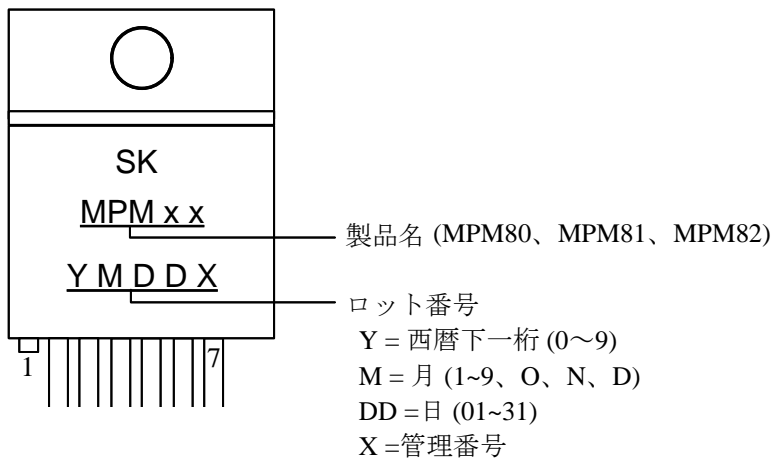 SK
MPM x x
製品名 (MPM80、MPM81、MPM82)
Y M D D X
ロット番号
Y = 西暦下一桁 (0～9)
M = 月 (1~9、O、N、D)
DD =日 (01~31)
X =管理番号
1
7